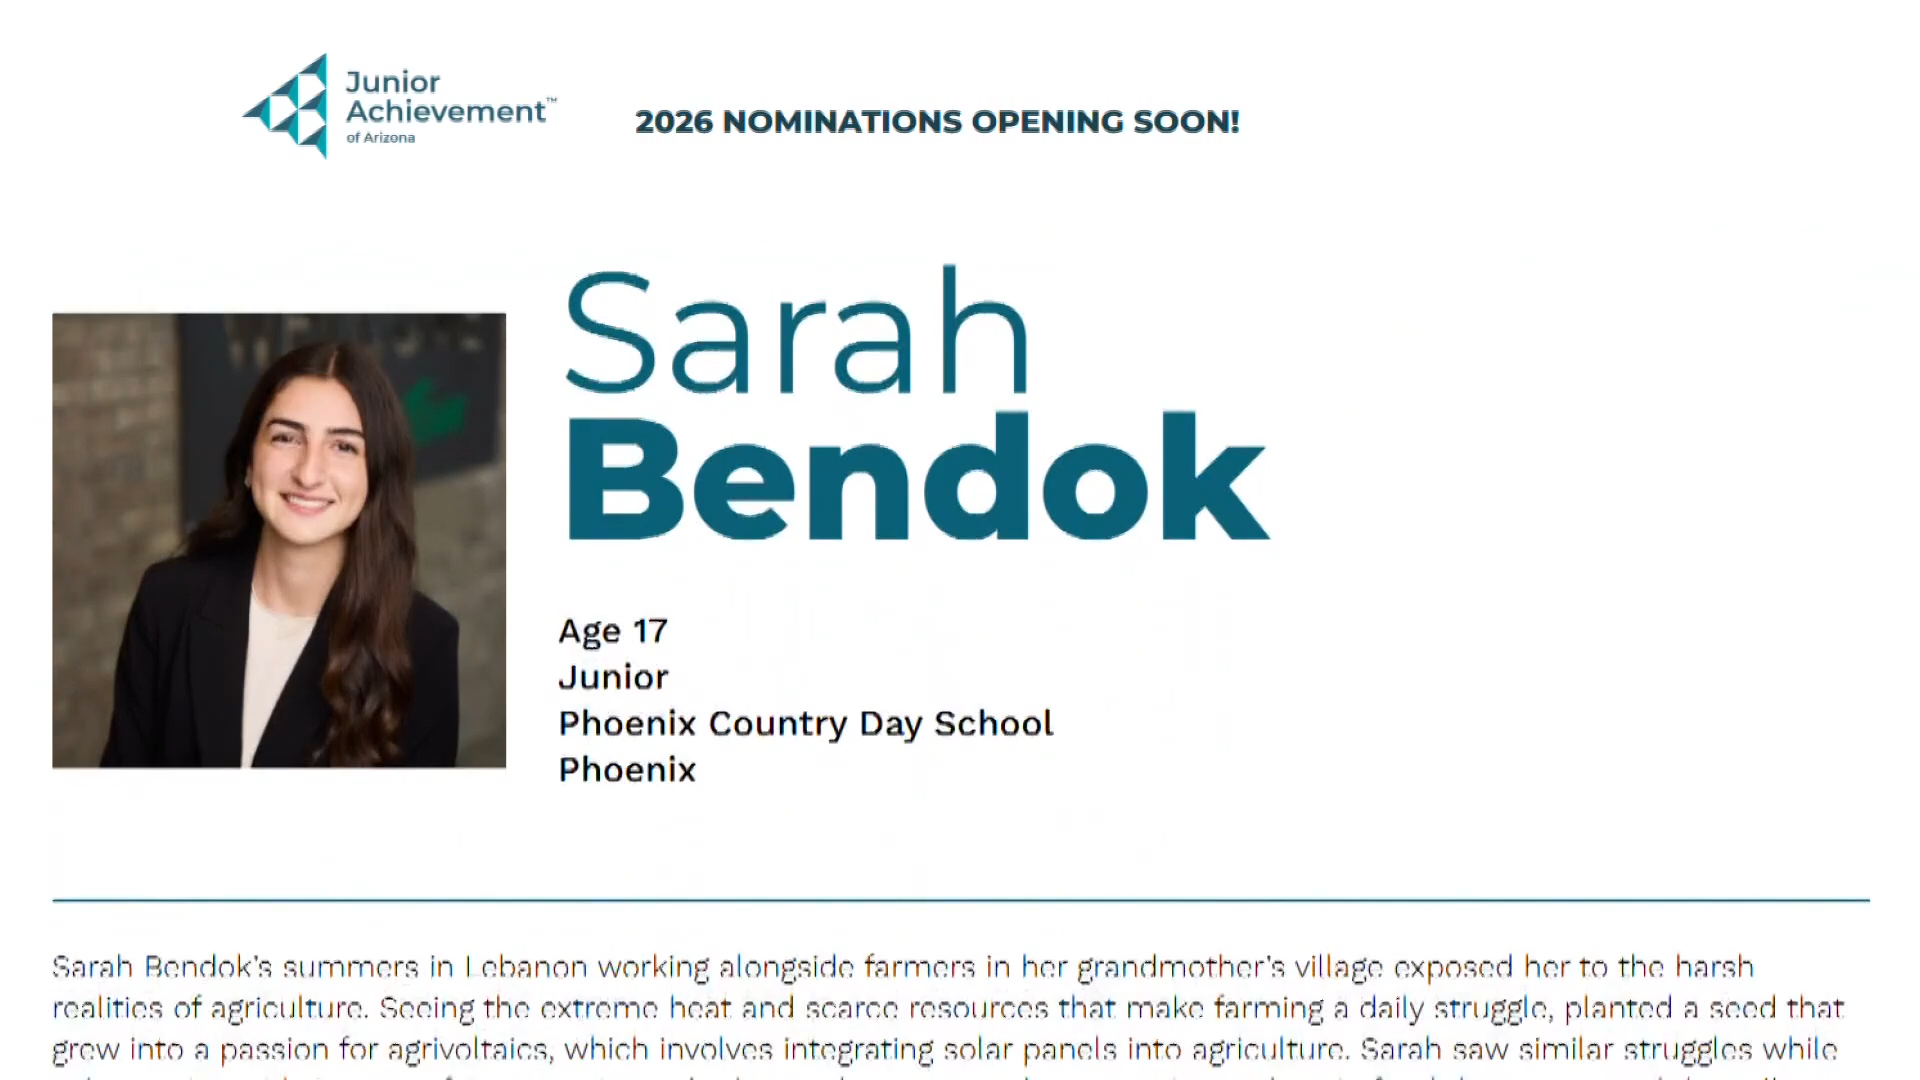 Junior
Achievement™
of Arizona
2026 NOMINATIONS OPENING SOON!
Sarah
Bendok
Age 17
Junior
Phoenix Country Day School
Phoenix
Sarah Bendok's summers in Lebanon working alongside farmers in her grandmother's village exposed her to the harsh
realities of agriculture. Seeing the extreme heat and scarce resources that make farming a daily struggle, planted a seed that
grew into a passion for agrivoltaics, which involves integrating solar panels into agriculture. Sarah saw similar struggles while